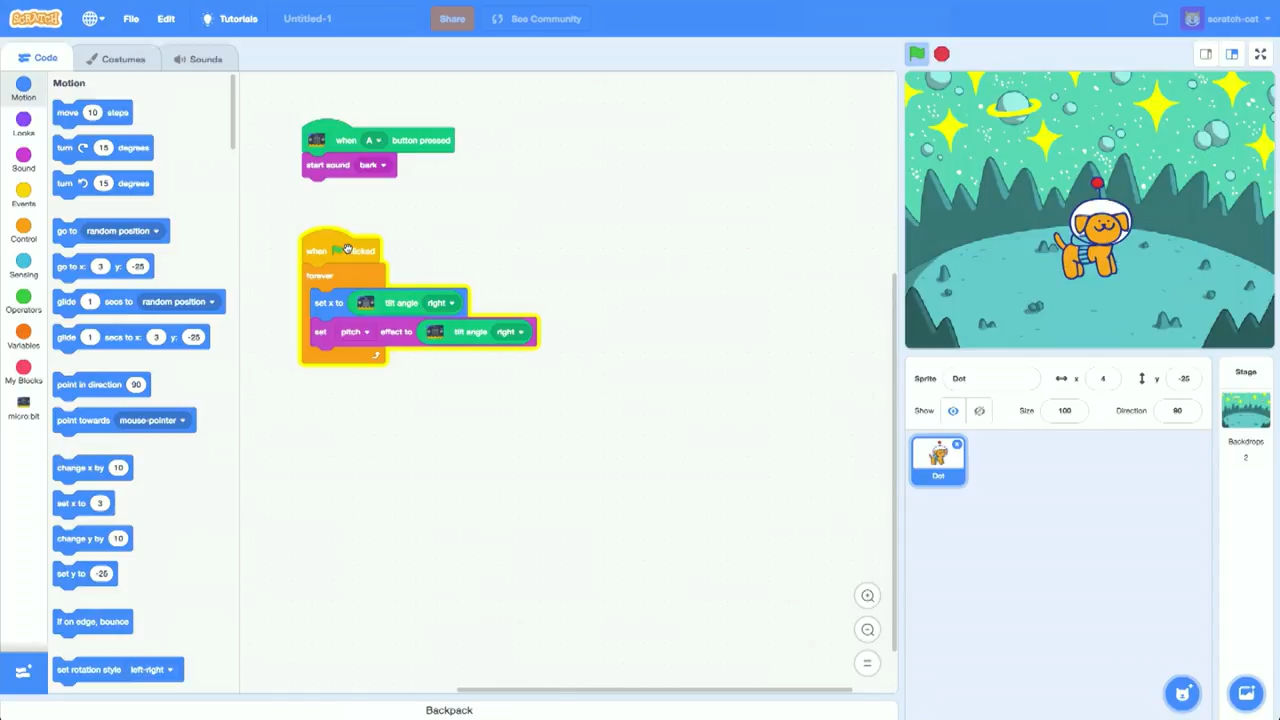 SCRATCH File Edit Tutorials Untitled-1 Share See Community scratch-cat
Code Costumes Sounds
Motion
Looks
Sound
Events
Control
Sensing
Operators
Variables
My Blocks
micro:bit
Motion
move 10 steps
turn 15 degrees
turn 15 degrees
go to random position
go to x: 3 y: -25
glide 1 secs to random position
glide 1 secs to x: 3 y: -25
point in direction 90
point towards mouse-pointer
change x by 10
set x to 3
change y by 10
set y to -25
if on edge, bounce
set rotation style left-right
when A button pressed
start sound bark
when clicked
forever
set x to tilt angle right
set pitch effect to tilt angle right
Sprite Dot x 4 y -25
Show Size 100 Direction 90
Dot
Stage
Backdrops
2
Backpack